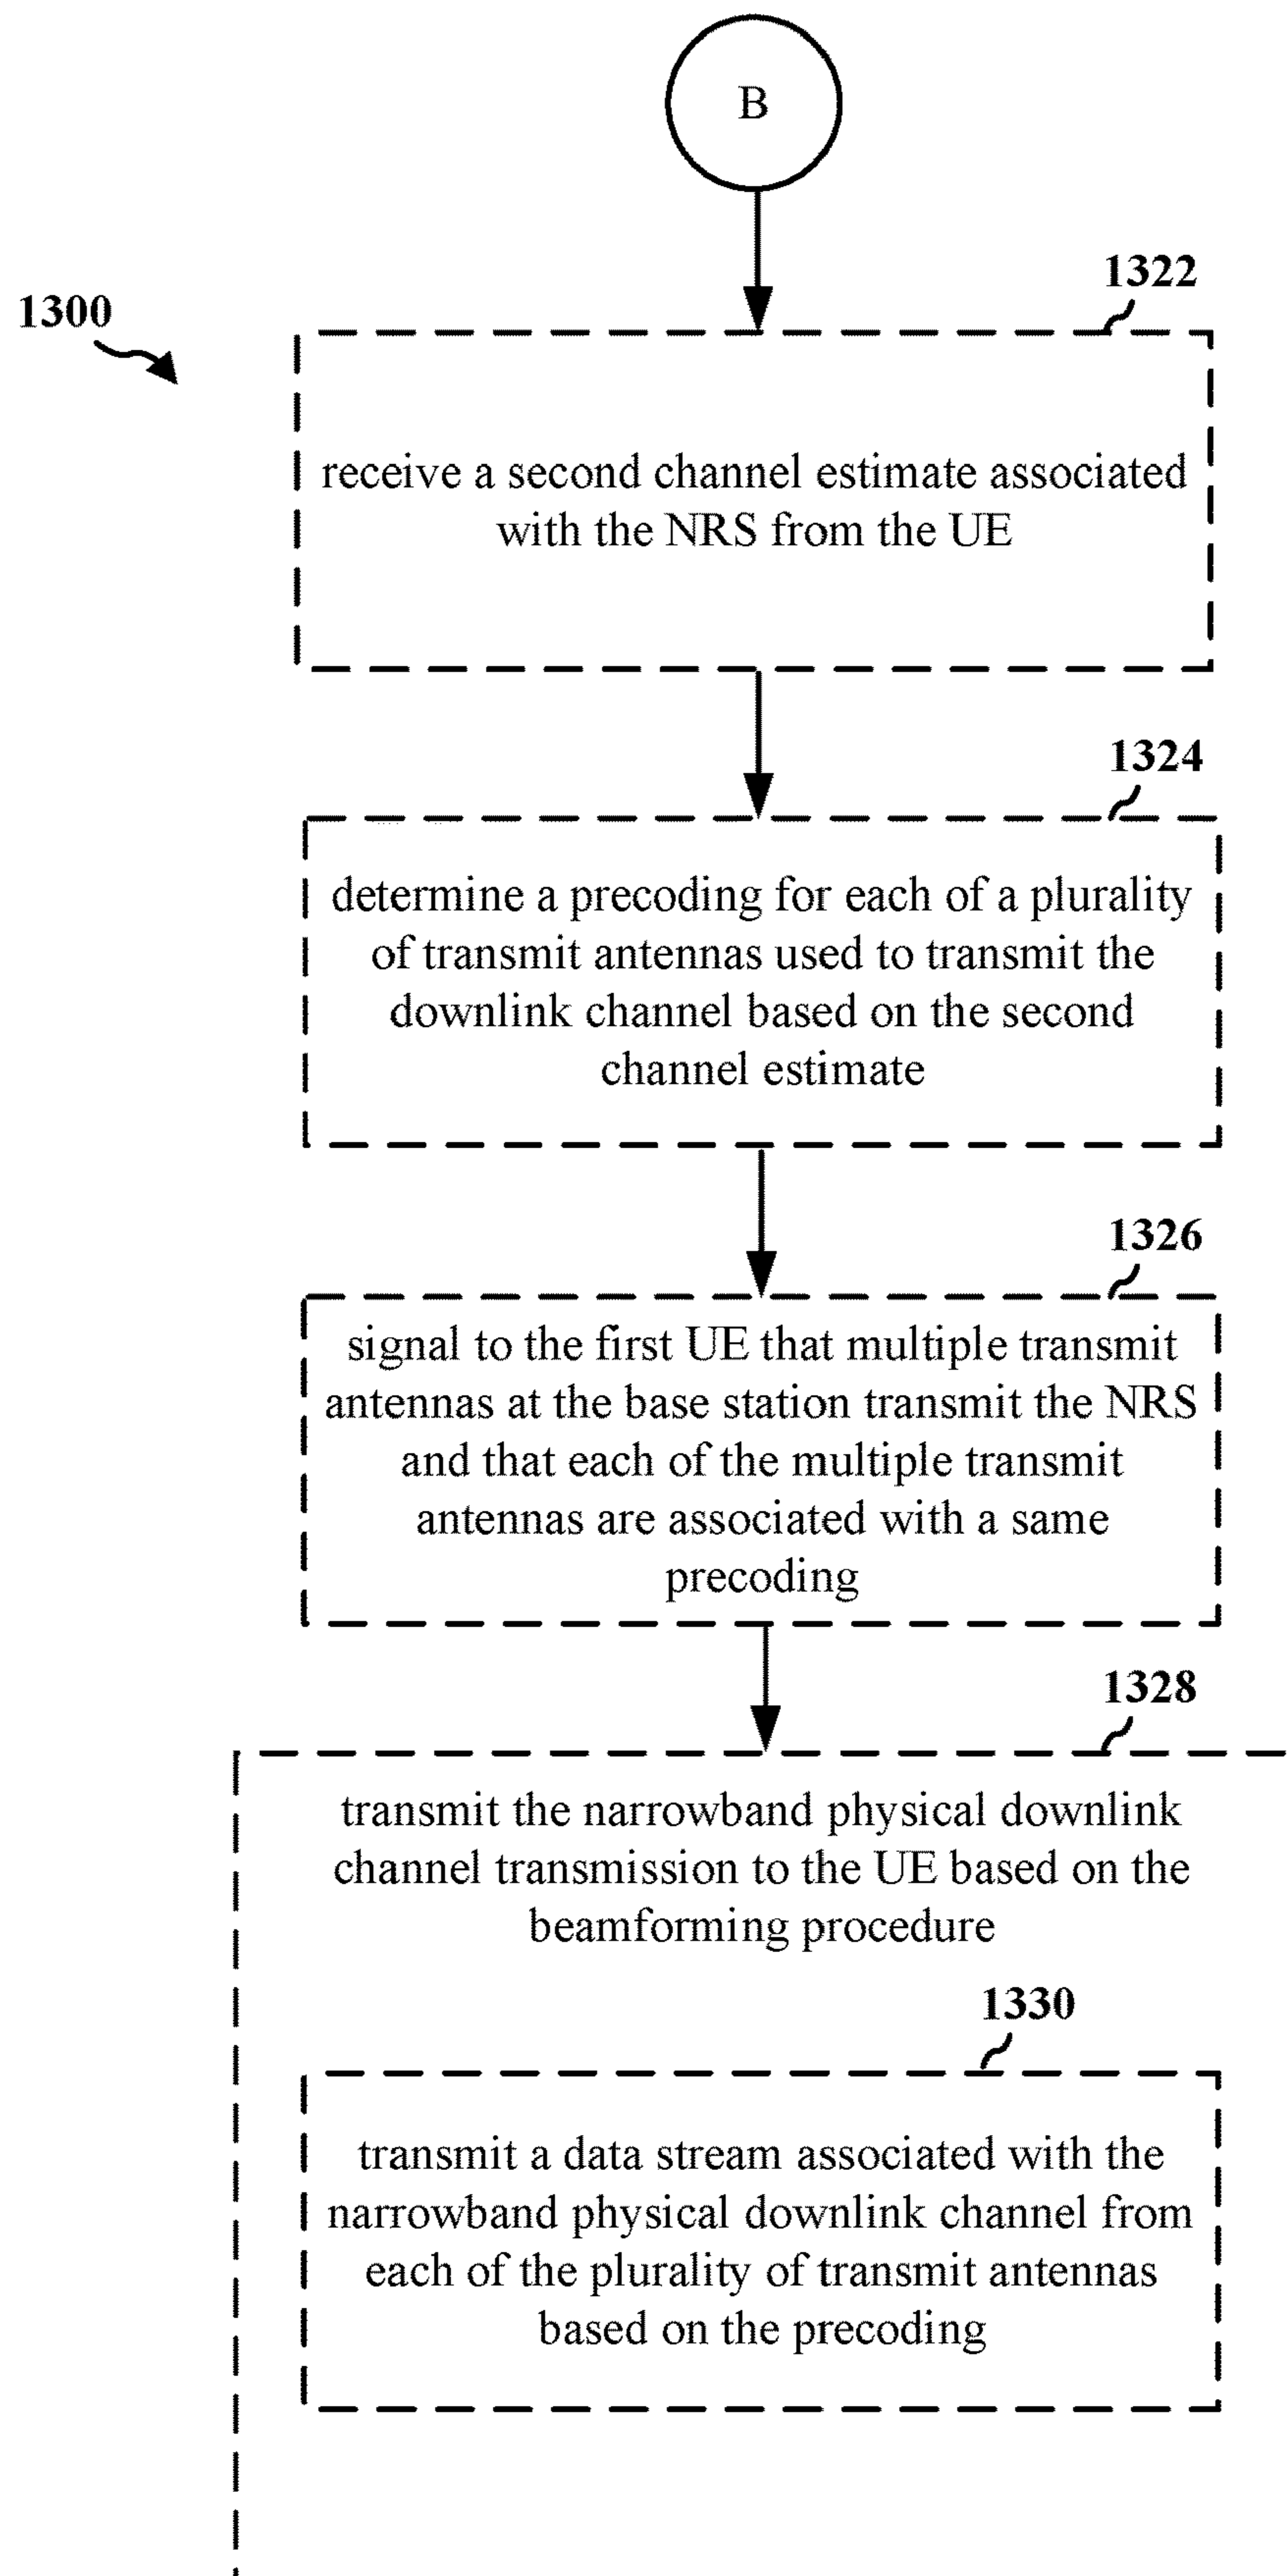 B
1322
1300
receive a second channel estimate associated
with the NRS from the UE
1324
determine a precoding for each of a plurality
of transmit antennas used to transmit the
downlink channel based on the second
channel estimate
1326
signal to the first UE that multiple transmit
antennas at the base station transmit the NRS
and that each of the multiple transmit
antennas are associated with a same
precoding
1328
transmit the narrowband physical downlink
channel transmission to the UE based on the
beamforming procedure
1330
transmit a data stream associated with the
narrowband physical downlink channel from
each of the plurality of transmit antennas
based on the precoding